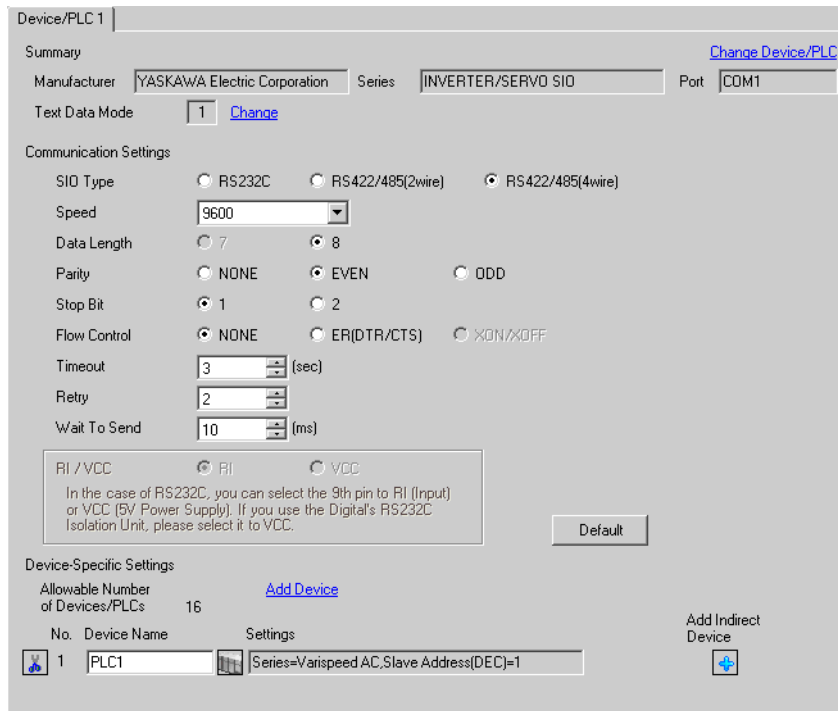 Device/PLC 1
Summary
Change Device/PLC
Manufacturer YASKAWA Electric Corporation Series INVERTER/SERVO SIO Port COM1
Text Data Mode 1 Change
Communication Settings
SIO Type RS232C RS422/485(2wire) RS422/485(4wire)
Speed 9600
Data Length 7 8
Parity NONE EVEN ODD
Stop Bit 1 2
Flow Control NONE ER(DTR/CTS) XON/XOFF
Timeout 3 (sec)
Retry 2
Wait To Send 10 (ms)
RI / VCC RI VCC
In the case of RS232C, you can select the 9th pin to RI (Input)
or VCC (5V Power Supply). If you use the Digital's RS232C
Isolation Unit, please select it to VCC.
Default
Device-Specific Settings
Allowable Number
of Devices/PLCs 16
Add Device
Add Indirect
Device
No. Device Name Settings
1 PLC1 Series=Varispeed AC,Slave Address(DEC)=1